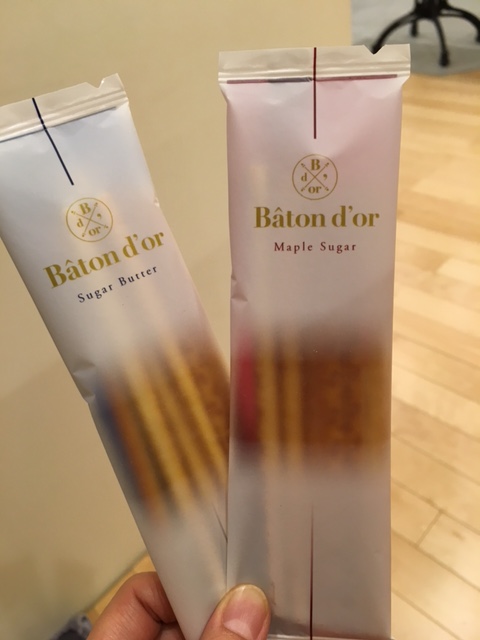 B
d ,
or
Bâton d'or
Sugar Butter
B
d ,
or
Bâton d'or
Maple Sugar